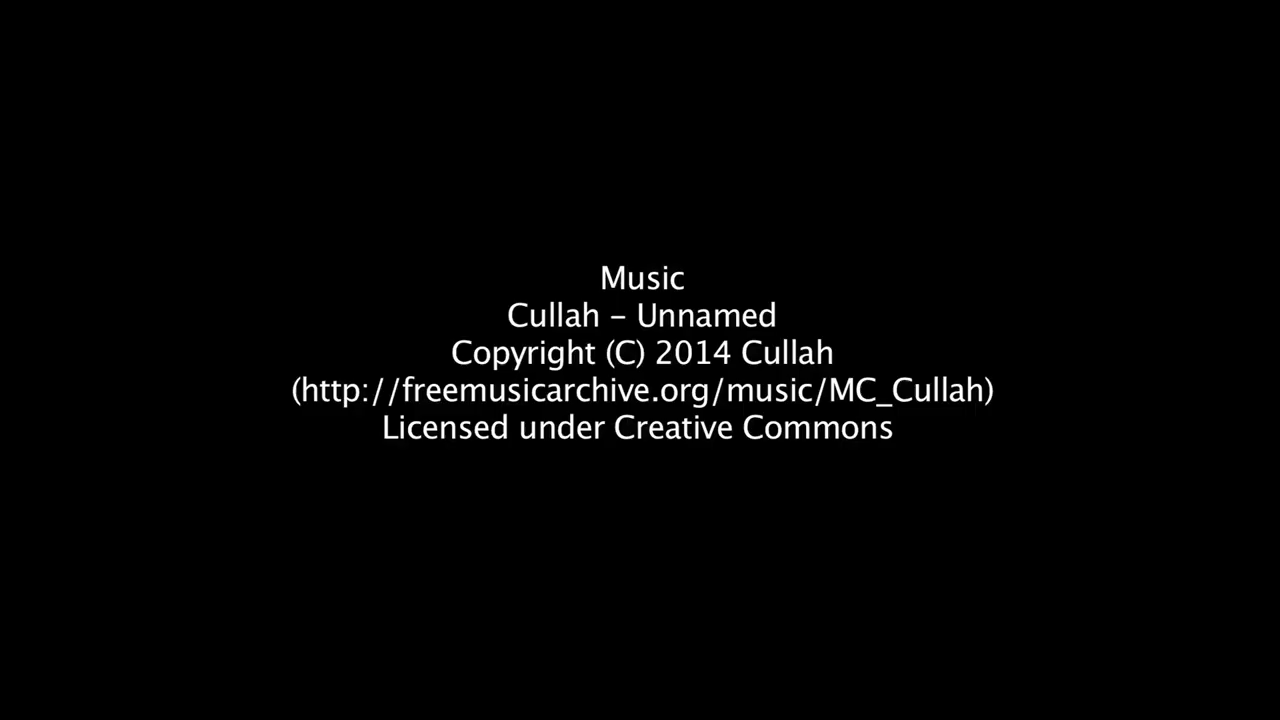 Music
Cullah - Unnamed
Copyright (C) 2014 Cullah
(http://freemusicarchive.org/music/MC_Cullah)
Licensed under Creative Commons